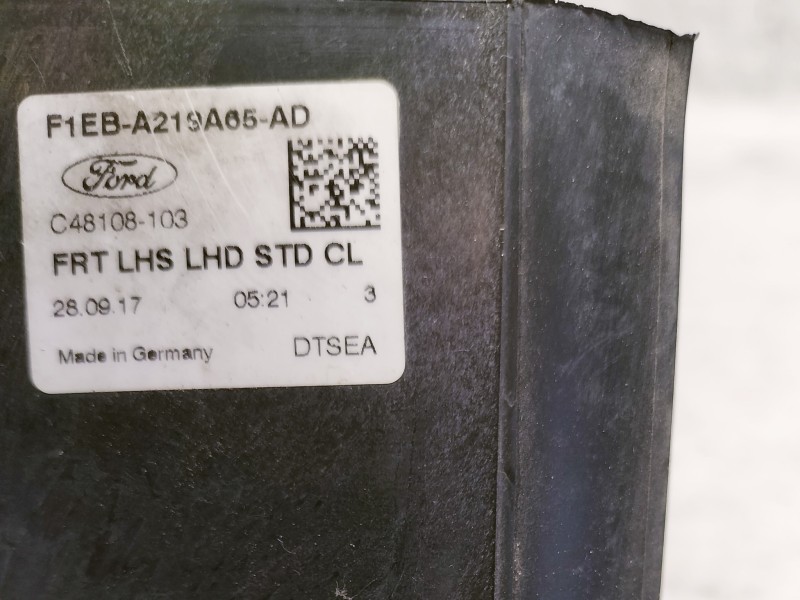 F1EB-A219A65-AD
Ford
C48108-103
FRT LHS LHD STD CL
28.09.17 05:21 3
Made in Germany DTSEA